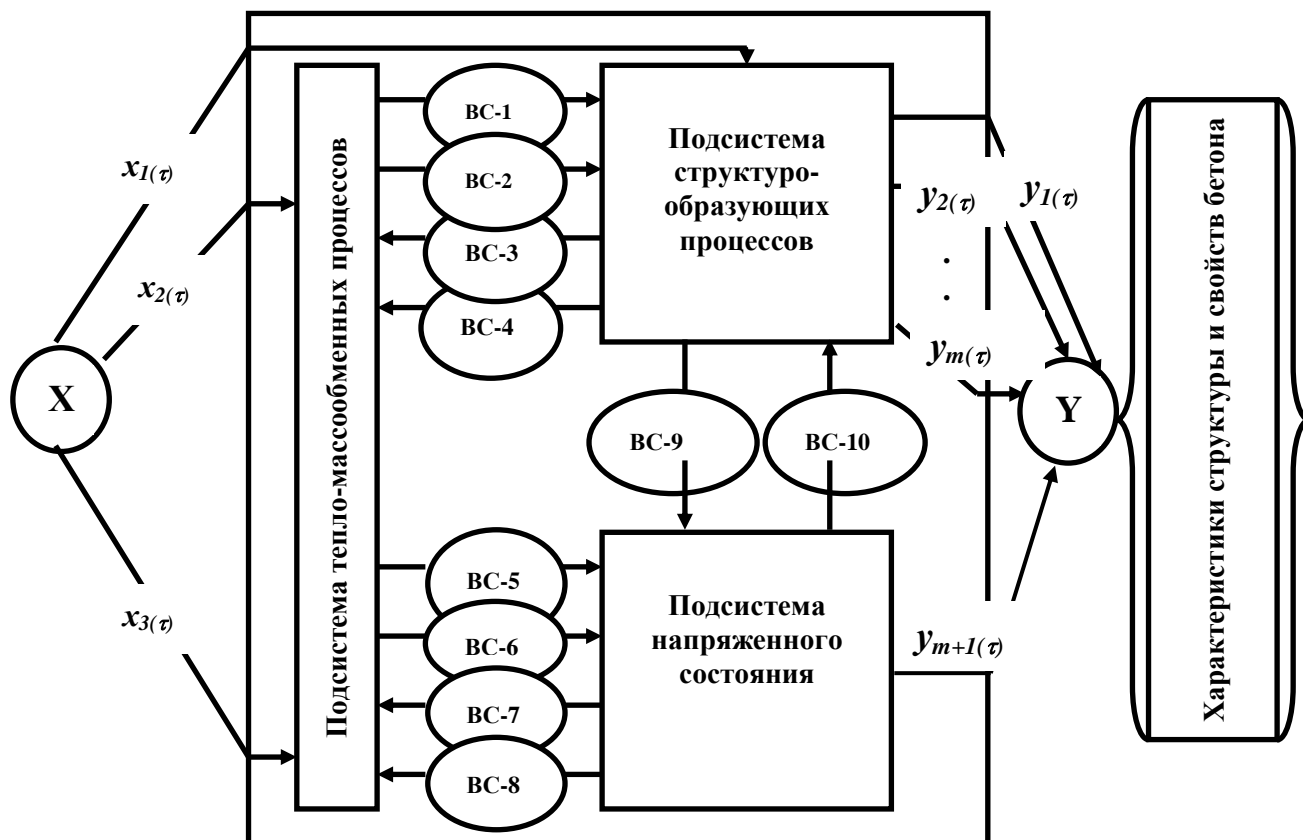 X
x1(τ)
x2(τ)
x3(τ)
Подсистема тепло-массообменных процессов
ВС-1
ВС-2
ВС-3
ВС-4
Подсистема
структуро-
образующих
процессов
ВС-9
ВС-10
ВС-5
ВС-6
ВС-7
ВС-8
Подсистема
напряженного
состояния
y2(τ)
y1(τ)
.
.
ym(τ)
ym+1(τ)
Y
Характеристики структуры и свойств бетона